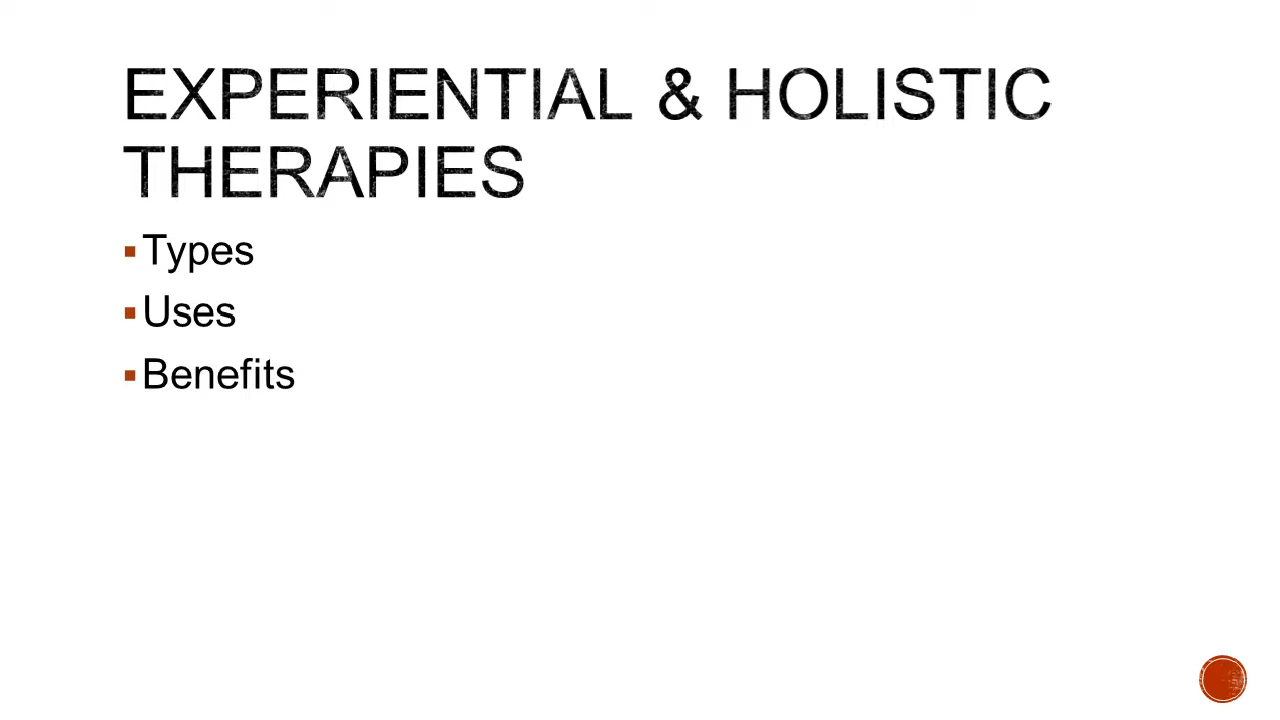 EXPERIENTIAL & HOLISTIC
THERAPIES
▪Types
▪Uses
▪Benefits